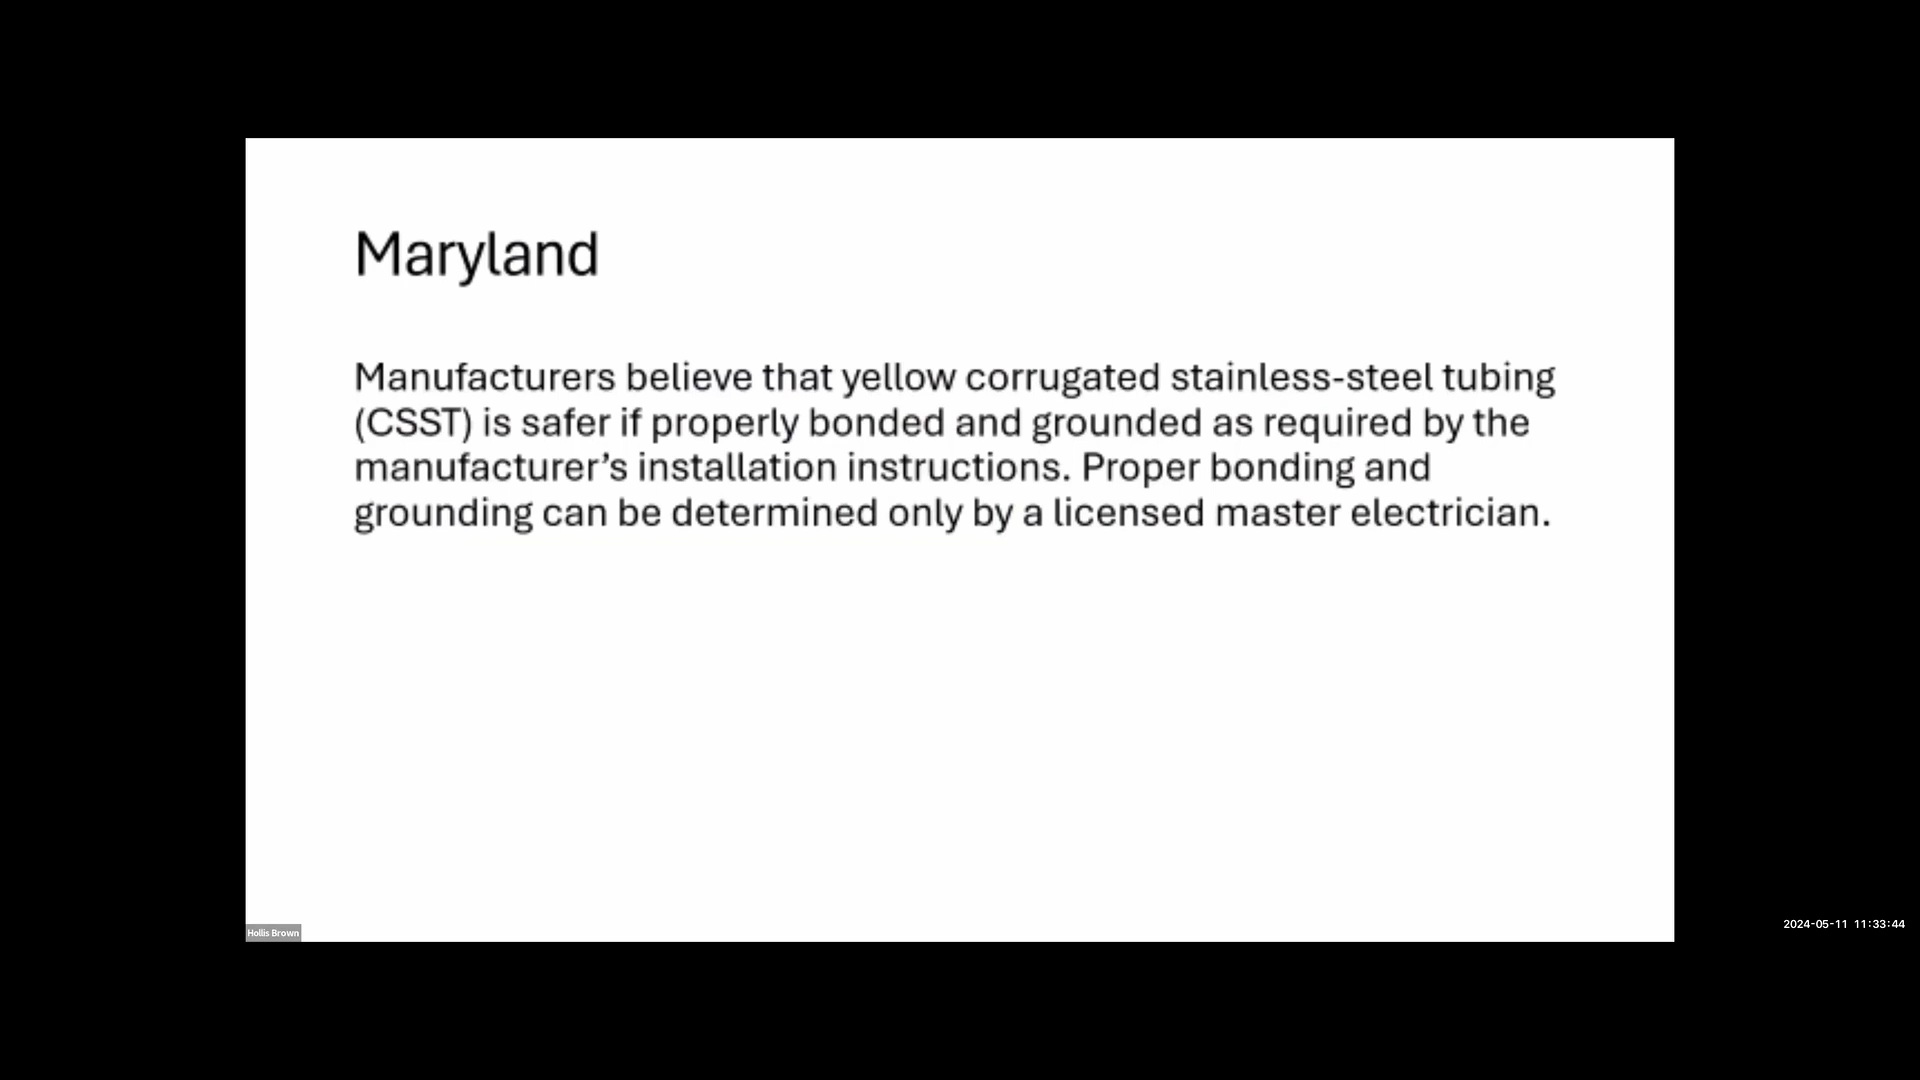 Maryland
Manufacturers believe that yellow corrugated stainless-steel tubing
(CSST) is safer if properly bonded and grounded as required by the
manufacturer’s installation instructions. Proper bonding and
grounding can be determined only by a licensed master electrician.
Hollis Brown
2024-05-11 11:33:44